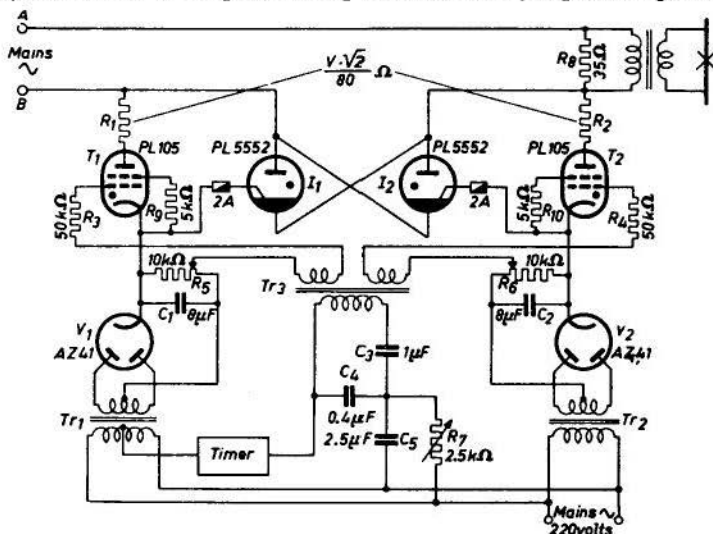 A
Mains
~
B
V·√2
80
Ω
R8
35Ω
R1
R2
T1
PL105
PL5552
PL5552
PL105
T2
I1
I2
2A
2A
R3
50kΩ
R9
5kΩ
5kΩ
R10
R4
50kΩ
10kΩ
R5
Tr3
10kΩ
R6
C1
8μF
8μF
C2
V1
AZ41
V2
AZ41
C3
1μF
C4
0.4μF
2.5μF
C5
R7
2.5kΩ
Tr1
Tr2
Timer
Mains ~
220volts